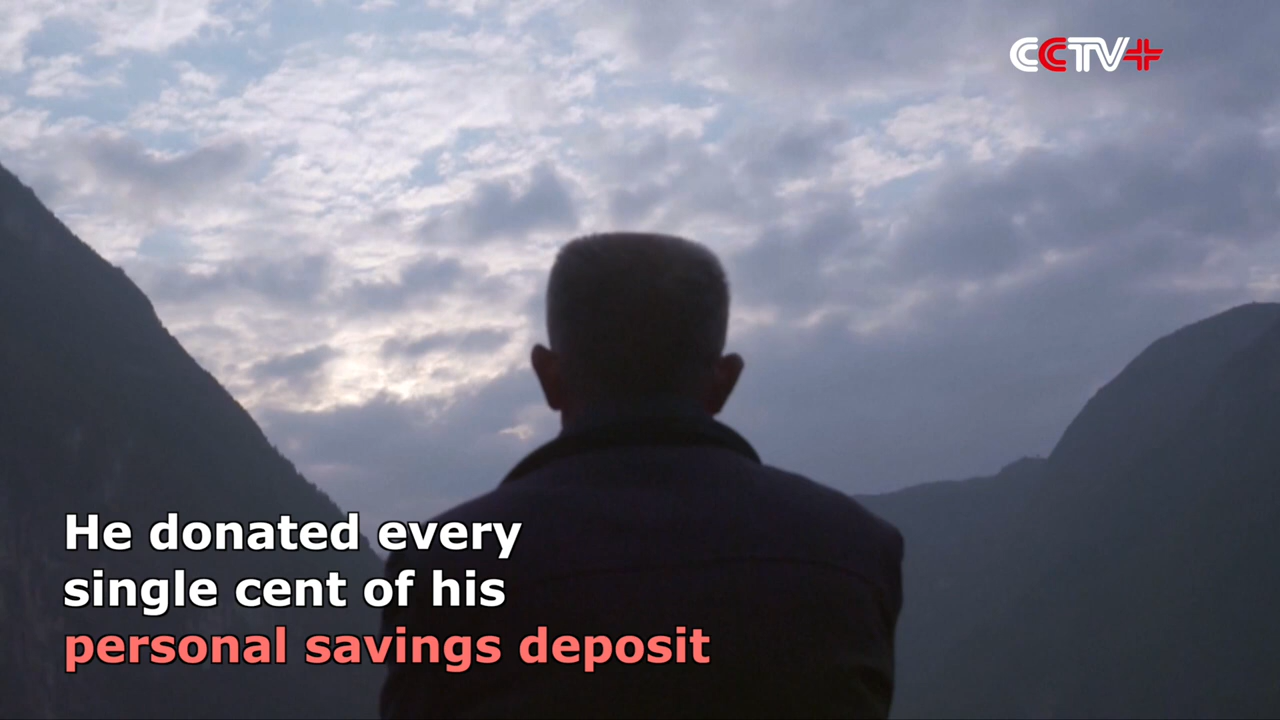 CCTV+
He donated every
single cent of his
personal savings deposit